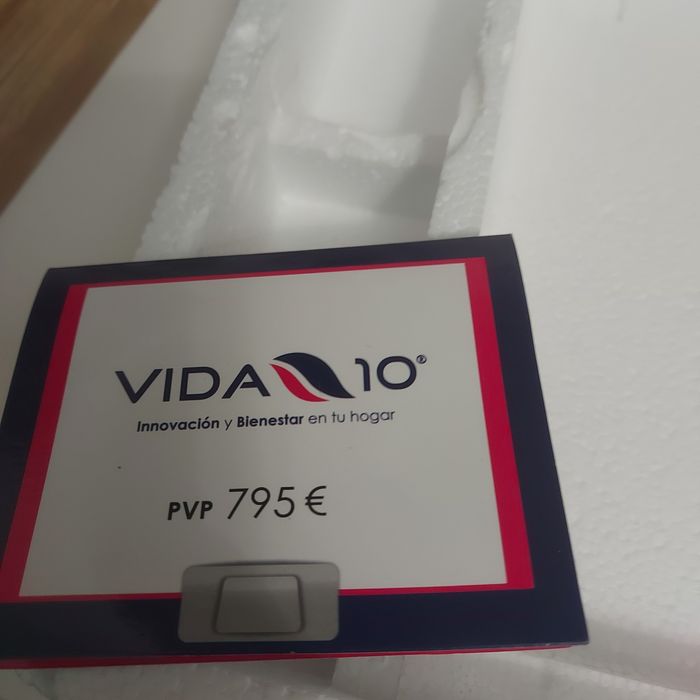 VIDA 10®
Innovación y Bienestar en tu hogar
PVP 795 €